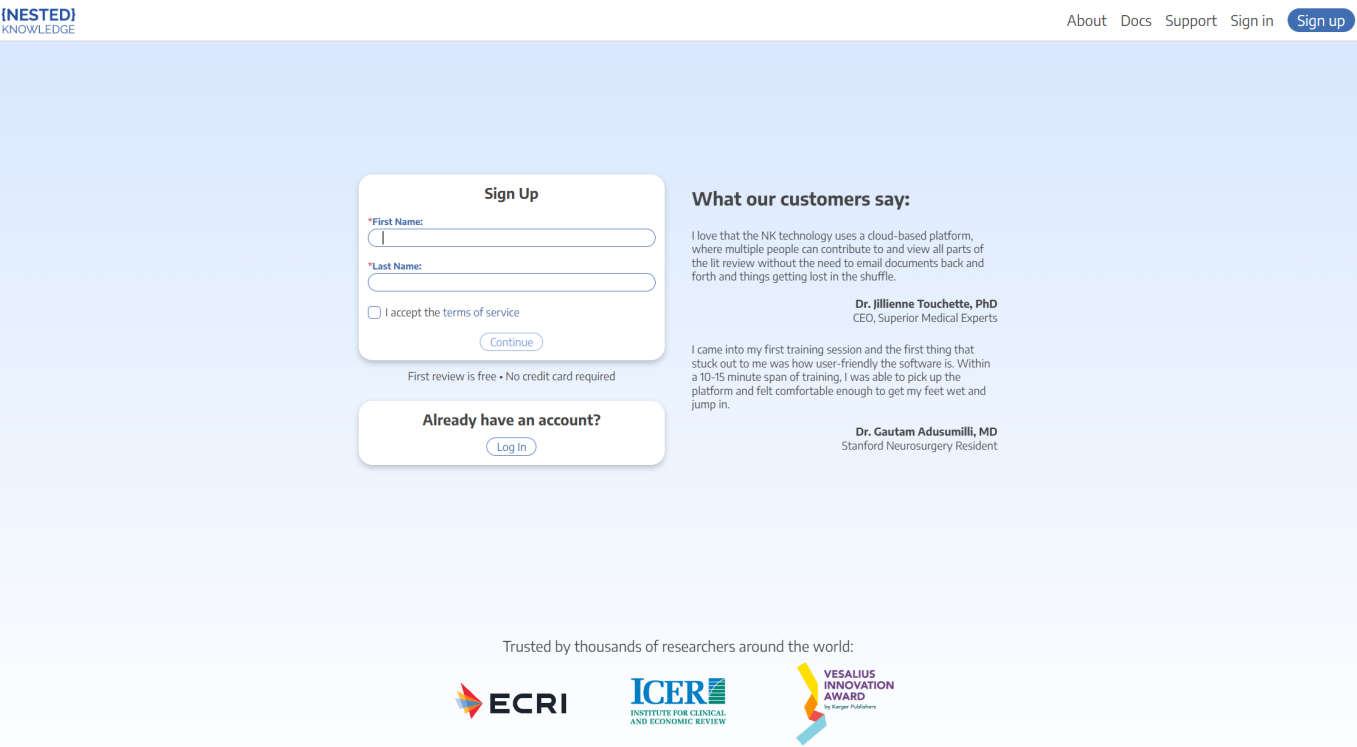 {NESTED}
KNOWLEDGE
About Docs Support Sign in Sign up
Sign Up
*First Name:
*Last Name:
I accept the terms of service
Continue
First review is free • No credit card required
Already have an account?
Log In
What our customers say:
I love that the NK technology uses a cloud-based platform,
where multiple people can contribute to and view all parts of
the lit review without the need to email documents back and
forth and things getting lost in the shuffle.
Dr. Jillienne Touchette, PhD
CEO, Superior Medical Experts
I came into my first training session and the first thing that
stuck out to me was how user-friendly the software is. Within
a 10-15 minute span of training, I was able to pick up the
platform and felt comfortable enough to get my feet wet and
jump in.
Dr. Gautam Adusumilli, MD
Stanford Neurosurgery Resident
Trusted by thousands of researchers around the world:
ECRI
ICER
INSTITUTE FOR CLINICAL
AND ECONOMIC REVIEW
VESALIUS
INNOVATION
AWARD
by Karger Publishers